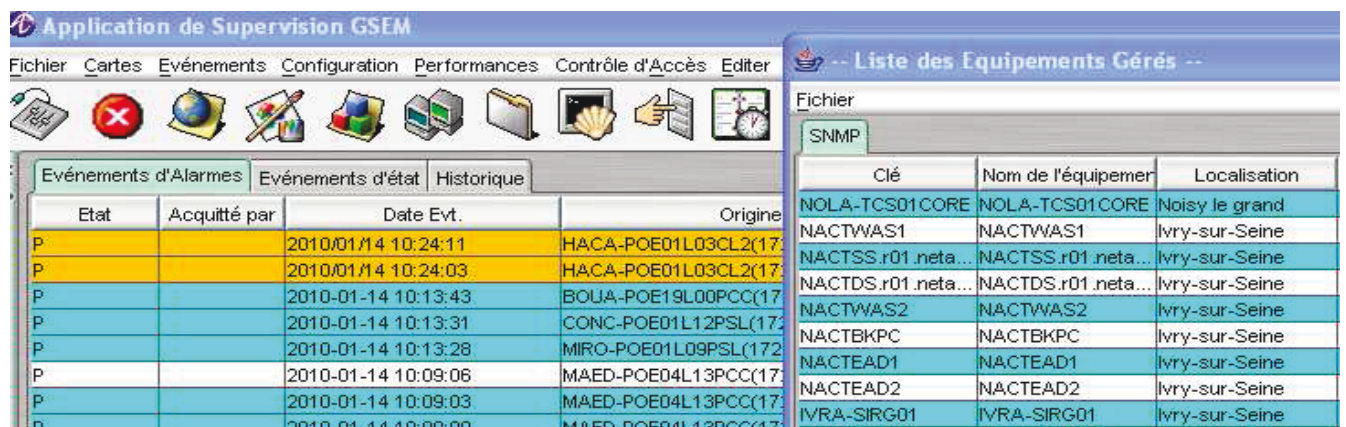 Application de Supervision GSEM
Fichier Cartes Evénements Configuration Performances Contrôle d'Accès Editer
Evénements d'Alarmes Evénements d'état Historique
Etat Acquitté par Date Evt. Origine
P 2010/01/14 10:24:11 HACA-POE01L03CL2(17
P 2010/01/14 10:24:03 HACA-POE01L03CL2(17
P 2010-01-14 10:13:43 BOUA-POE19L00PCC(17
P 2010-01-14 10:13:31 CONC-POE01L12PSL(172
P 2010-01-14 10:13:28 MIRO-POE01L09PSL(172
P 2010-01-14 10:09:06 MAED-POE04L13PCC(17
P 2010-01-14 10:09:03 MAED-POE04L13PCC(17
-- Liste des Equipements Gérés --
Fichier
SNMP
Clé Nom de l'équipemer Localisation
NOLA-TCS01CORE NOLA-TCS01CORE Noisy le grand
NACTWAS1 NACTWAS1 Ivry-sur-Seine
NACTSS.r01.neta... NACTSS.r01.neta... Ivry-sur-Seine
NACTDS.r01.neta... NACTDS.r01.neta... Ivry-sur-Seine
NACTWAS2 NACTWAS2 Ivry-sur-Seine
NACTBKPC NACTBKPC Ivry-sur-Seine
NACTEAD1 NACTEAD1 Ivry-sur-Seine
NACTEAD2 NACTEAD2 Ivry-sur-Seine
IVRA-SIRG01 IVRA-SIRG01 Ivry-sur-Seine